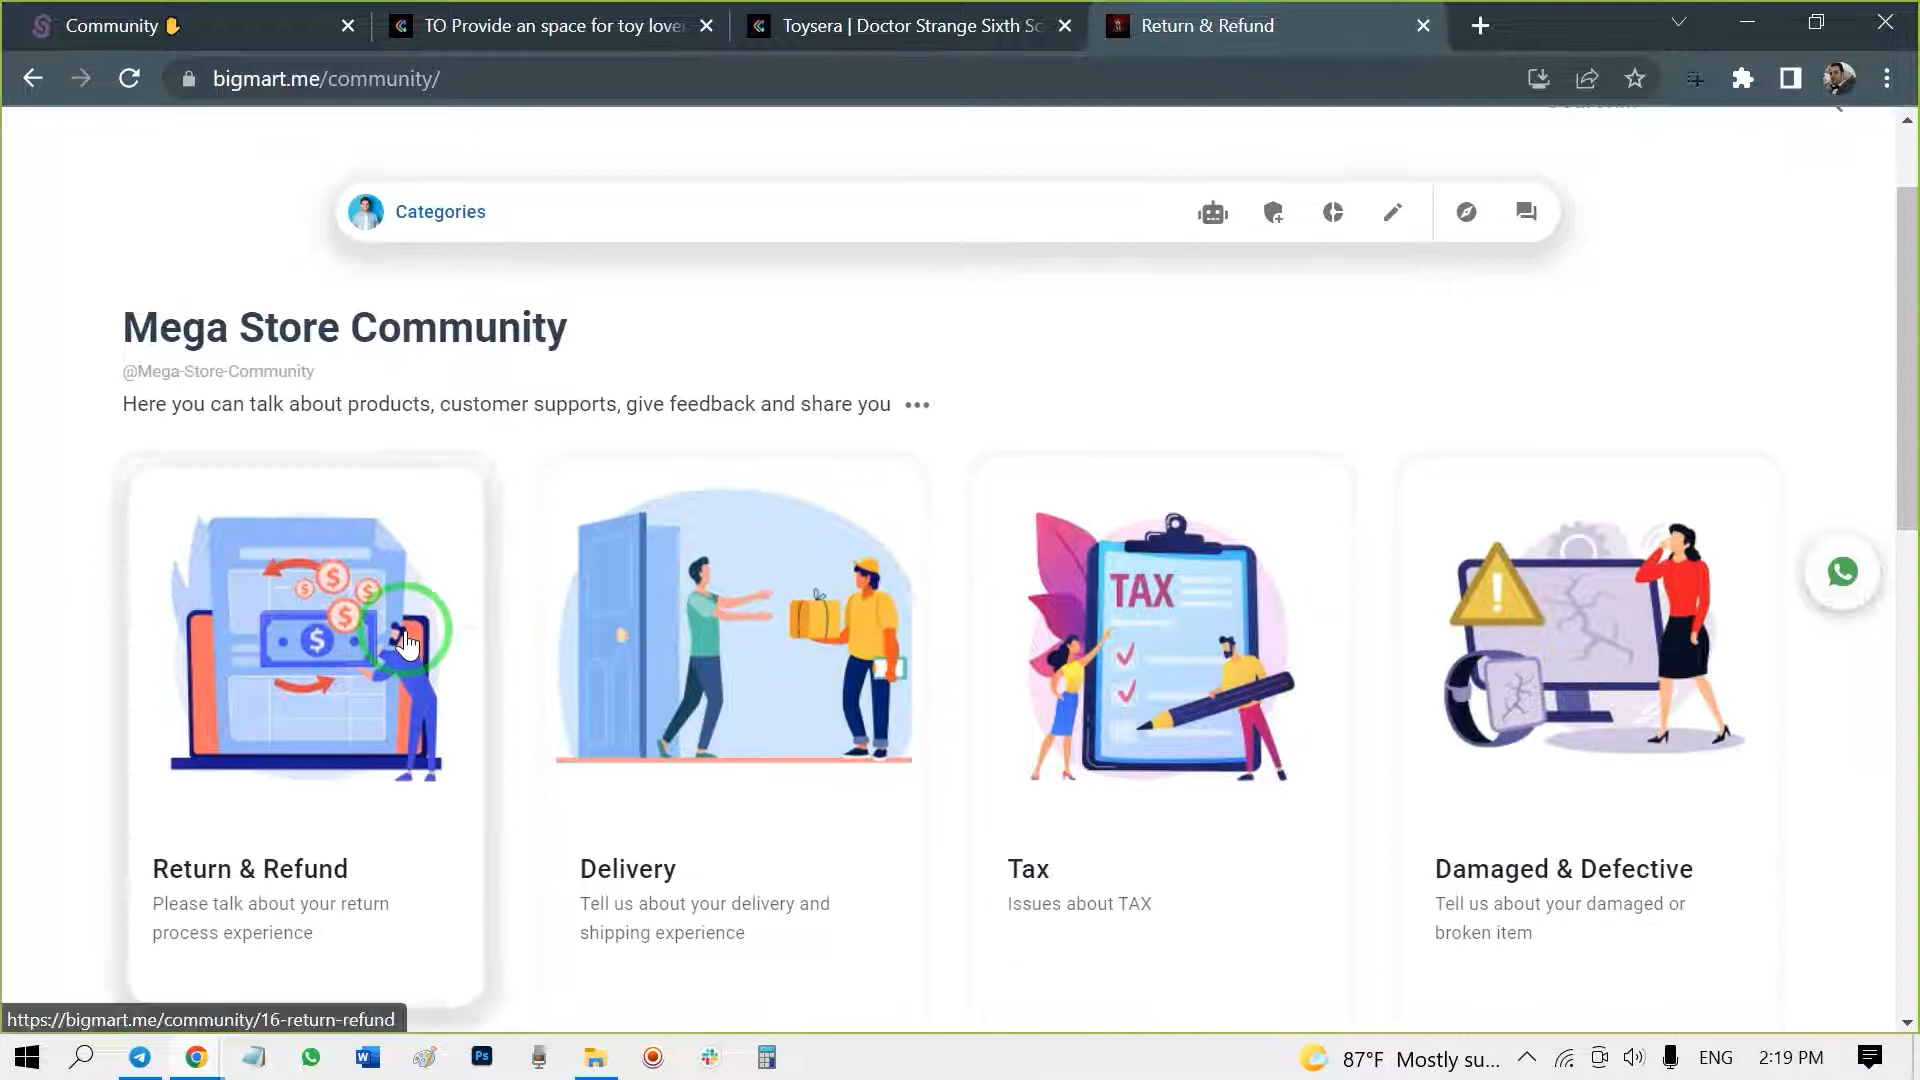 Community ✋
TO Provide an space for toy lover
Toysera | Doctor Strange Sixth Sc
Return & Refund
bigmart.me/community/
Categories
Mega Store Community
@Mega-Store-Community
Here you can talk about products, customer supports, give feedback and share you •••
TAX
Return & Refund
Please talk about your return
process experience
Delivery
Tell us about your delivery and
shipping experience
Tax
Issues about TAX
Damaged & Defective
Tell us about your damaged or
broken item
https://bigmart.me/community/16-return-refund
W
Ps
87°F Mostly su...
ENG
2:19 PM